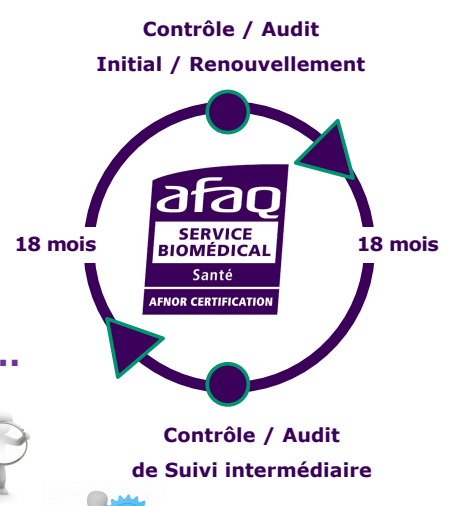 Contrôle / Audit
Initial / Renouvellement
afaq
SERVICE
BIOMÉDICAL
Santé
AFNOR CERTIFICATION
18 mois
18 mois
..
Contrôle / Audit
de Suivi intermédiaire